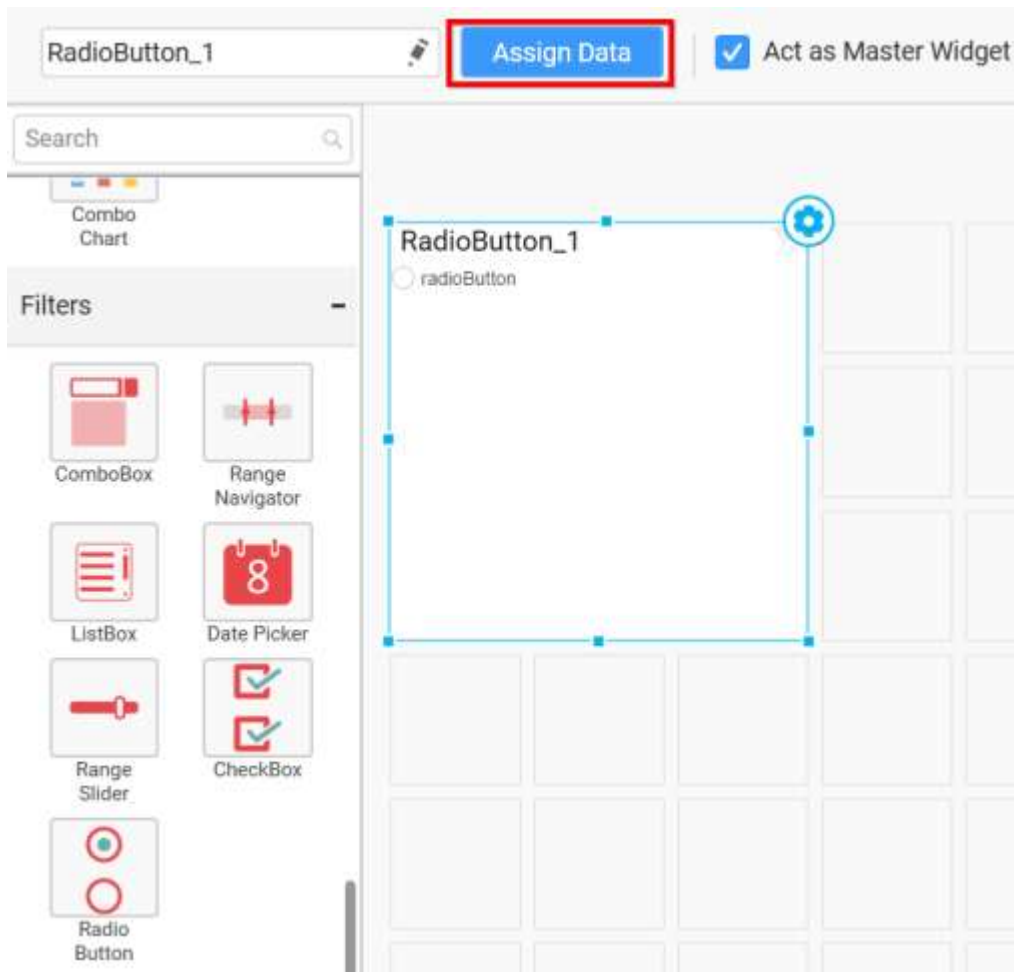 RadioButton_1
Assign Data
Act as Master Widget
Search
Combo
Chart
RadioButton_1
radioButton
Filters
ComboBox
Range
Navigator
8
ListBox
Date Picker
Range
Slider
CheckBox
Radio
Button